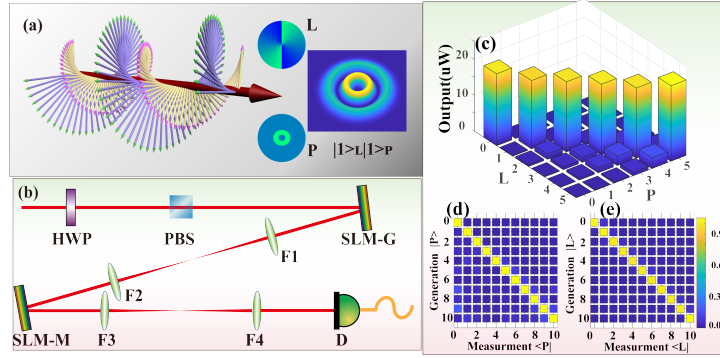 (a)
L
P
|1>L|1>P
(b)
HWP
PBS
SLM-G
F1
F2
SLM-M
F3
F4
D
(c)
Output(uW)
20
10
0
0
1
2
3
4
5
L
0
1
2
3
4
5
P
(d)
Generation |P>
0
2
4
6
8
10
0 2 4 6 8 10
Measurment <P|
(e)
Generation |L>
0
2
4
6
8
10
0 2 4 6 8 10
Measurment <L|
0.9
0.6
0.3